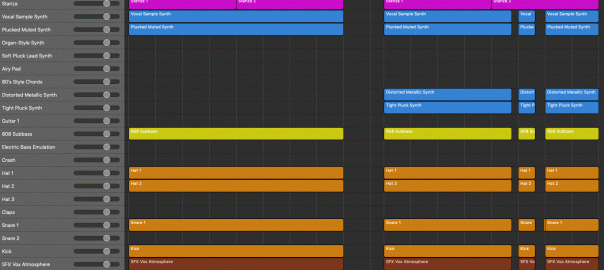 Stanza
Stanza 1
Stanza 2
Stanza 1
Stanza 2
Vocal Sample Synth
Vocal Sample Synth
Vocal Sample Synth
Vocal
Vocal Sample Synth
Plucked Muted Synth
Plucked Muted Synth
Plucked Muted Synth
Plucke
Plucked Muted Synth
Organ-Style Synth
Soft Pluck Lead Synth
Airy Pad
80's Style Chords
Distorted Metallic Synth
Distorted Metallic Synth
Distort
Distorted Metallic Synth
Tight Pluck Synth
Tight Pluck Synth
Tight P
Tight Pluck Synth
Guitar 1
808 Subbass
808 Subbass
808 Subbass
808 Su
808 Subbass
Electric Bass Emulation
Crash
Hat 1
Hat 1
Hat 1
Hat 1
Hat 1
Hat 2
Hat 2
Hat 2
Hat 2
Hat 2
Hat 3
Claps
Snare 1
Snare 1
Snare 1
Snare
Snare 1
Snare 2
Kick
Kick
Kick
Kick
Kick
SFX Vox Atmosphere
SFX Vox Atmosphere
SFX Vox Atmosphere
SFX Vo
SFX Vox Atmosphere